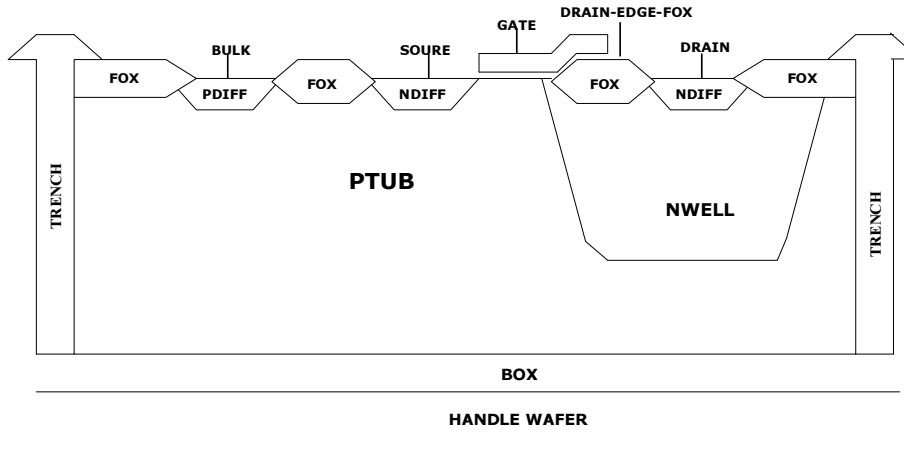 DRAIN-EDGE-FOX
GATE
BULK
SOURE
DRAIN
FOX
PDIFF
FOX
NDIFF
FOX
NDIFF
FOX
TRENCH
PTUB
NWELL
TRENCH
BOX
HANDLE WAFER